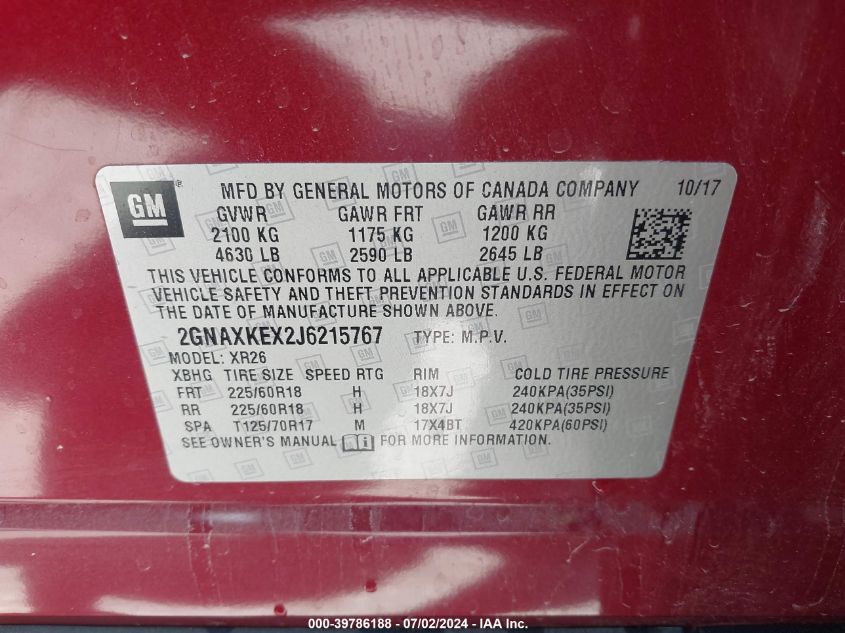 GM
MFD BY GENERAL MOTORS OF CANADA COMPANY 10/17
GVWR GAWR FRT GAWR RR
2100 KG 1175 KG 1200 KG
4630 LB 2590 LB 2645 LB
THIS VEHICLE CONFORMS TO ALL APPLICABLE U.S. FEDERAL MOTOR
VEHICLE SAFETY AND THEFT PREVENTION STANDARDS IN EFFECT ON
THE DATE OF MANUFACTURE SHOWN ABOVE.
2GNAXKEX2J6215767 TYPE: M.P.V.
MODEL: XR26
XBHG TIRE SIZE SPEED RTG RIM COLD TIRE PRESSURE
FRT 225/60R18 H 18X7J 240KPA(35PSI)
RR 225/60R18 H 18X7J 240KPA(35PSI)
SPA T125/70R17 M 17X4BT 420KPA(60PSI)
SEE OWNER'S MANUAL FOR MORE INFORMATION.
000-39786188 - 07/02/2024 - IAA Inc.